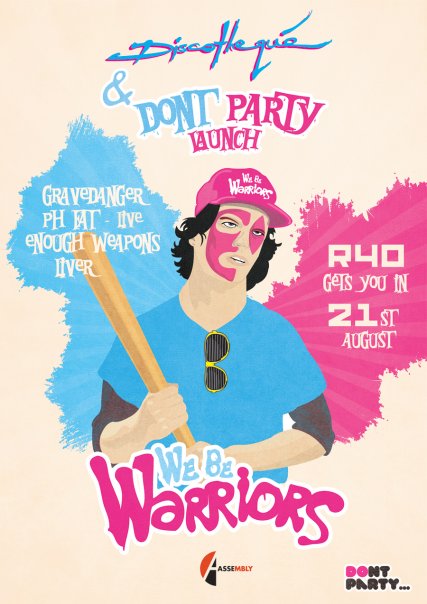 Discotheque
& DONT PARTY
LAUNCH
GRAVEDANGER
PH FAT - LIVE
ENOUGH WEAPONS
LIVER
We Be
WARRIORS
R40
GETS YOU IN
21ST
AUGUST
We Be
WARRIORS
ASSEMBLY
DONT
PARTY...